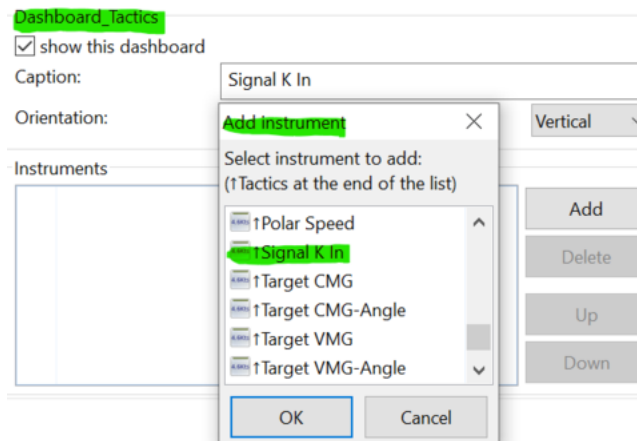 Dashboard_Tactics
show this dashboard
Caption:
Signal K In
Orientation:
Add instrument
Vertical
Instruments
Select instrument to add:
(↑Tactics at the end of the list)
Add
↑Polar Speed
↑Signal K In
Delete
↑Target CMG
↑Target CMG-Angle
Up
↑Target VMG
↑Target VMG-Angle
Down
OK
Cancel